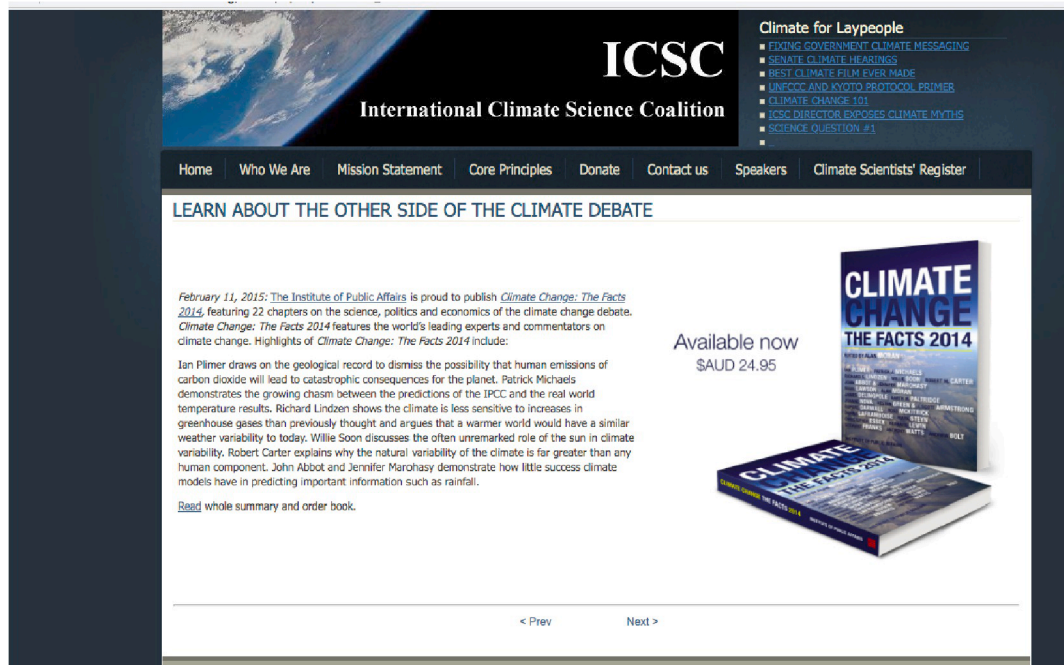 ICSC
International Climate Science Coalition
Climate for Laypeople
FIXING GOVERNMENT CLIMATE MESSAGING
SENATE CLIMATE HEARINGS
BEST CLIMATE FILM EVER MADE
UNFCCC AND KYOTO PROTOCOL PRIMER
CLIMATE CHANGE 101
ICSC DIRECTOR EXPOSES CLIMATE MYTHS
SCIENCE QUESTION #1
Home Who We Are Mission Statement Core Principles Donate Contact us Speakers Climate Scientists' Register
LEARN ABOUT THE OTHER SIDE OF THE CLIMATE DEBATE
February 11, 2015: The Institute of Public Affairs is proud to publish Climate Change: The Facts
2014, featuring 22 chapters on the science, politics and economics of the climate change debate.
Climate Change: The Facts 2014 features the world's leading experts and commentators on
climate change. Highlights of Climate Change: The Facts 2014 include:
Ian Plimer draws on the geological record to dismiss the possibility that human emissions of
carbon dioxide will lead to catastrophic consequences for the planet. Patrick Michaels
demonstrates the growing chasm between the predictions of the IPCC and the real world
temperature results. Richard Lindzen shows the climate is less sensitive to increases in
greenhouse gases than previously thought and argues that a warmer world would have a similar
weather variability to today. Willie Soon discusses the often unremarked role of the sun in climate
variability. Robert Carter explains why the natural variability of the climate is far greater than any
human component. John Abbot and Jennifer Marohasy demonstrate how little success climate
models have in predicting important information such as rainfall.
Read whole summary and order book.
Available now
$AUD 24.95
CLIMATE
CHANGE
THE FACTS 2014
CLIMATE
CHANGE
THE FACTS 2014
CLIMATE CHANGE THE FACTS 2014
< Prev Next >